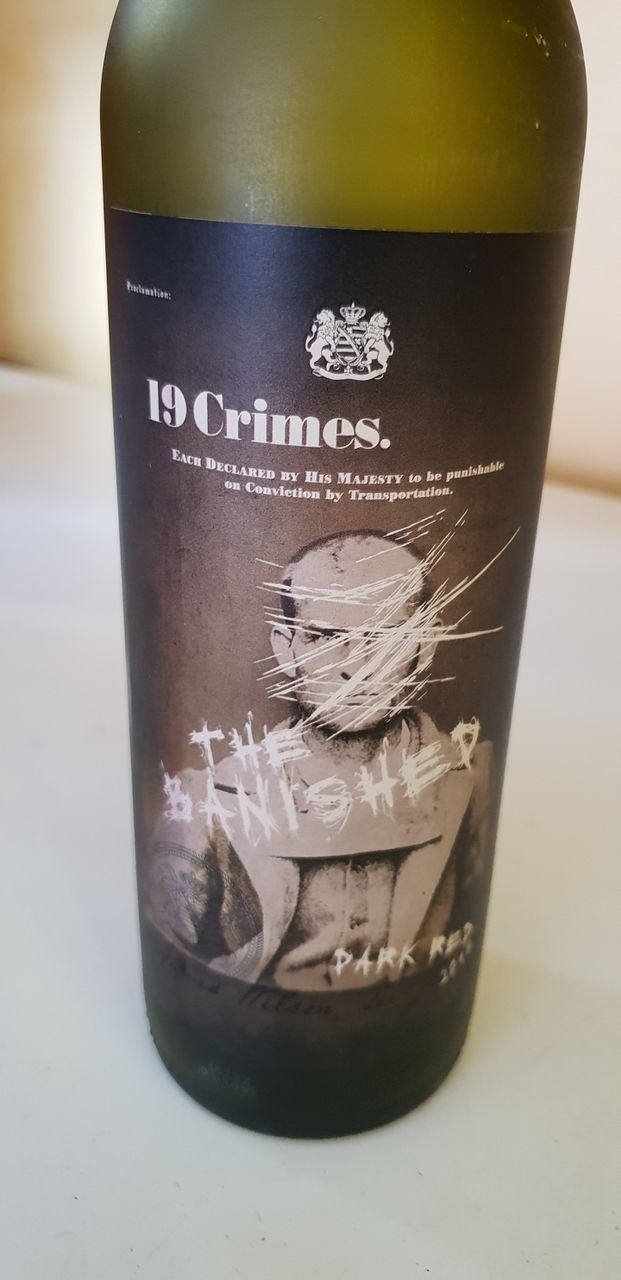 Proclamation:
19 Crimes.
EACH DECLARED BY HIS MAJESTY to be punishable
on Conviction by Transportation.
THE
BANISHED
DARK RED
Wilson,